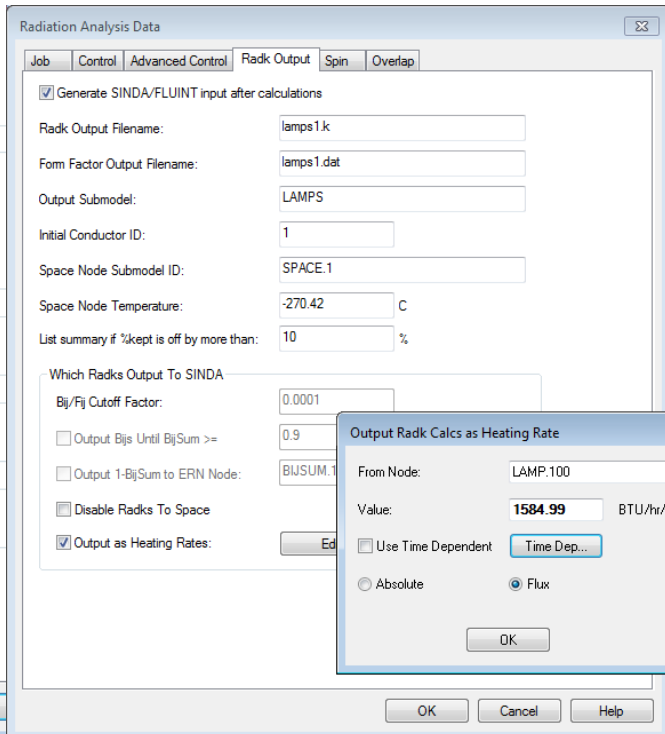 Radiation Analysis Data
Job Control Advanced Control Radk Output Spin Overlap
Generate SINDA/FLUINT input after calculations
Radk Output Filename: lamps1.k
Form Factor Output Filename: lamps1.dat
Output Submodel: LAMPS
Initial Conductor ID: 1
Space Node Submodel ID: SPACE.1
Space Node Temperature: -270.42 C
List summary if %kept is off by more than: 10 %
Which Radks Output To SINDA
Bij/Fij Cutoff Factor: 0.0001
Output Bijs Until BijSum >= 0.9
Output 1-BijSum to ERN Node: BIJSUM.1
Disable Radks To Space
Output as Heating Rates: Ed
Output Radk Calcs as Heating Rate
From Node: LAMP.100
Value: 1584.99 BTU/hr/
Use Time Dependent Time Dep...
Absolute Flux
OK
OK Cancel Help